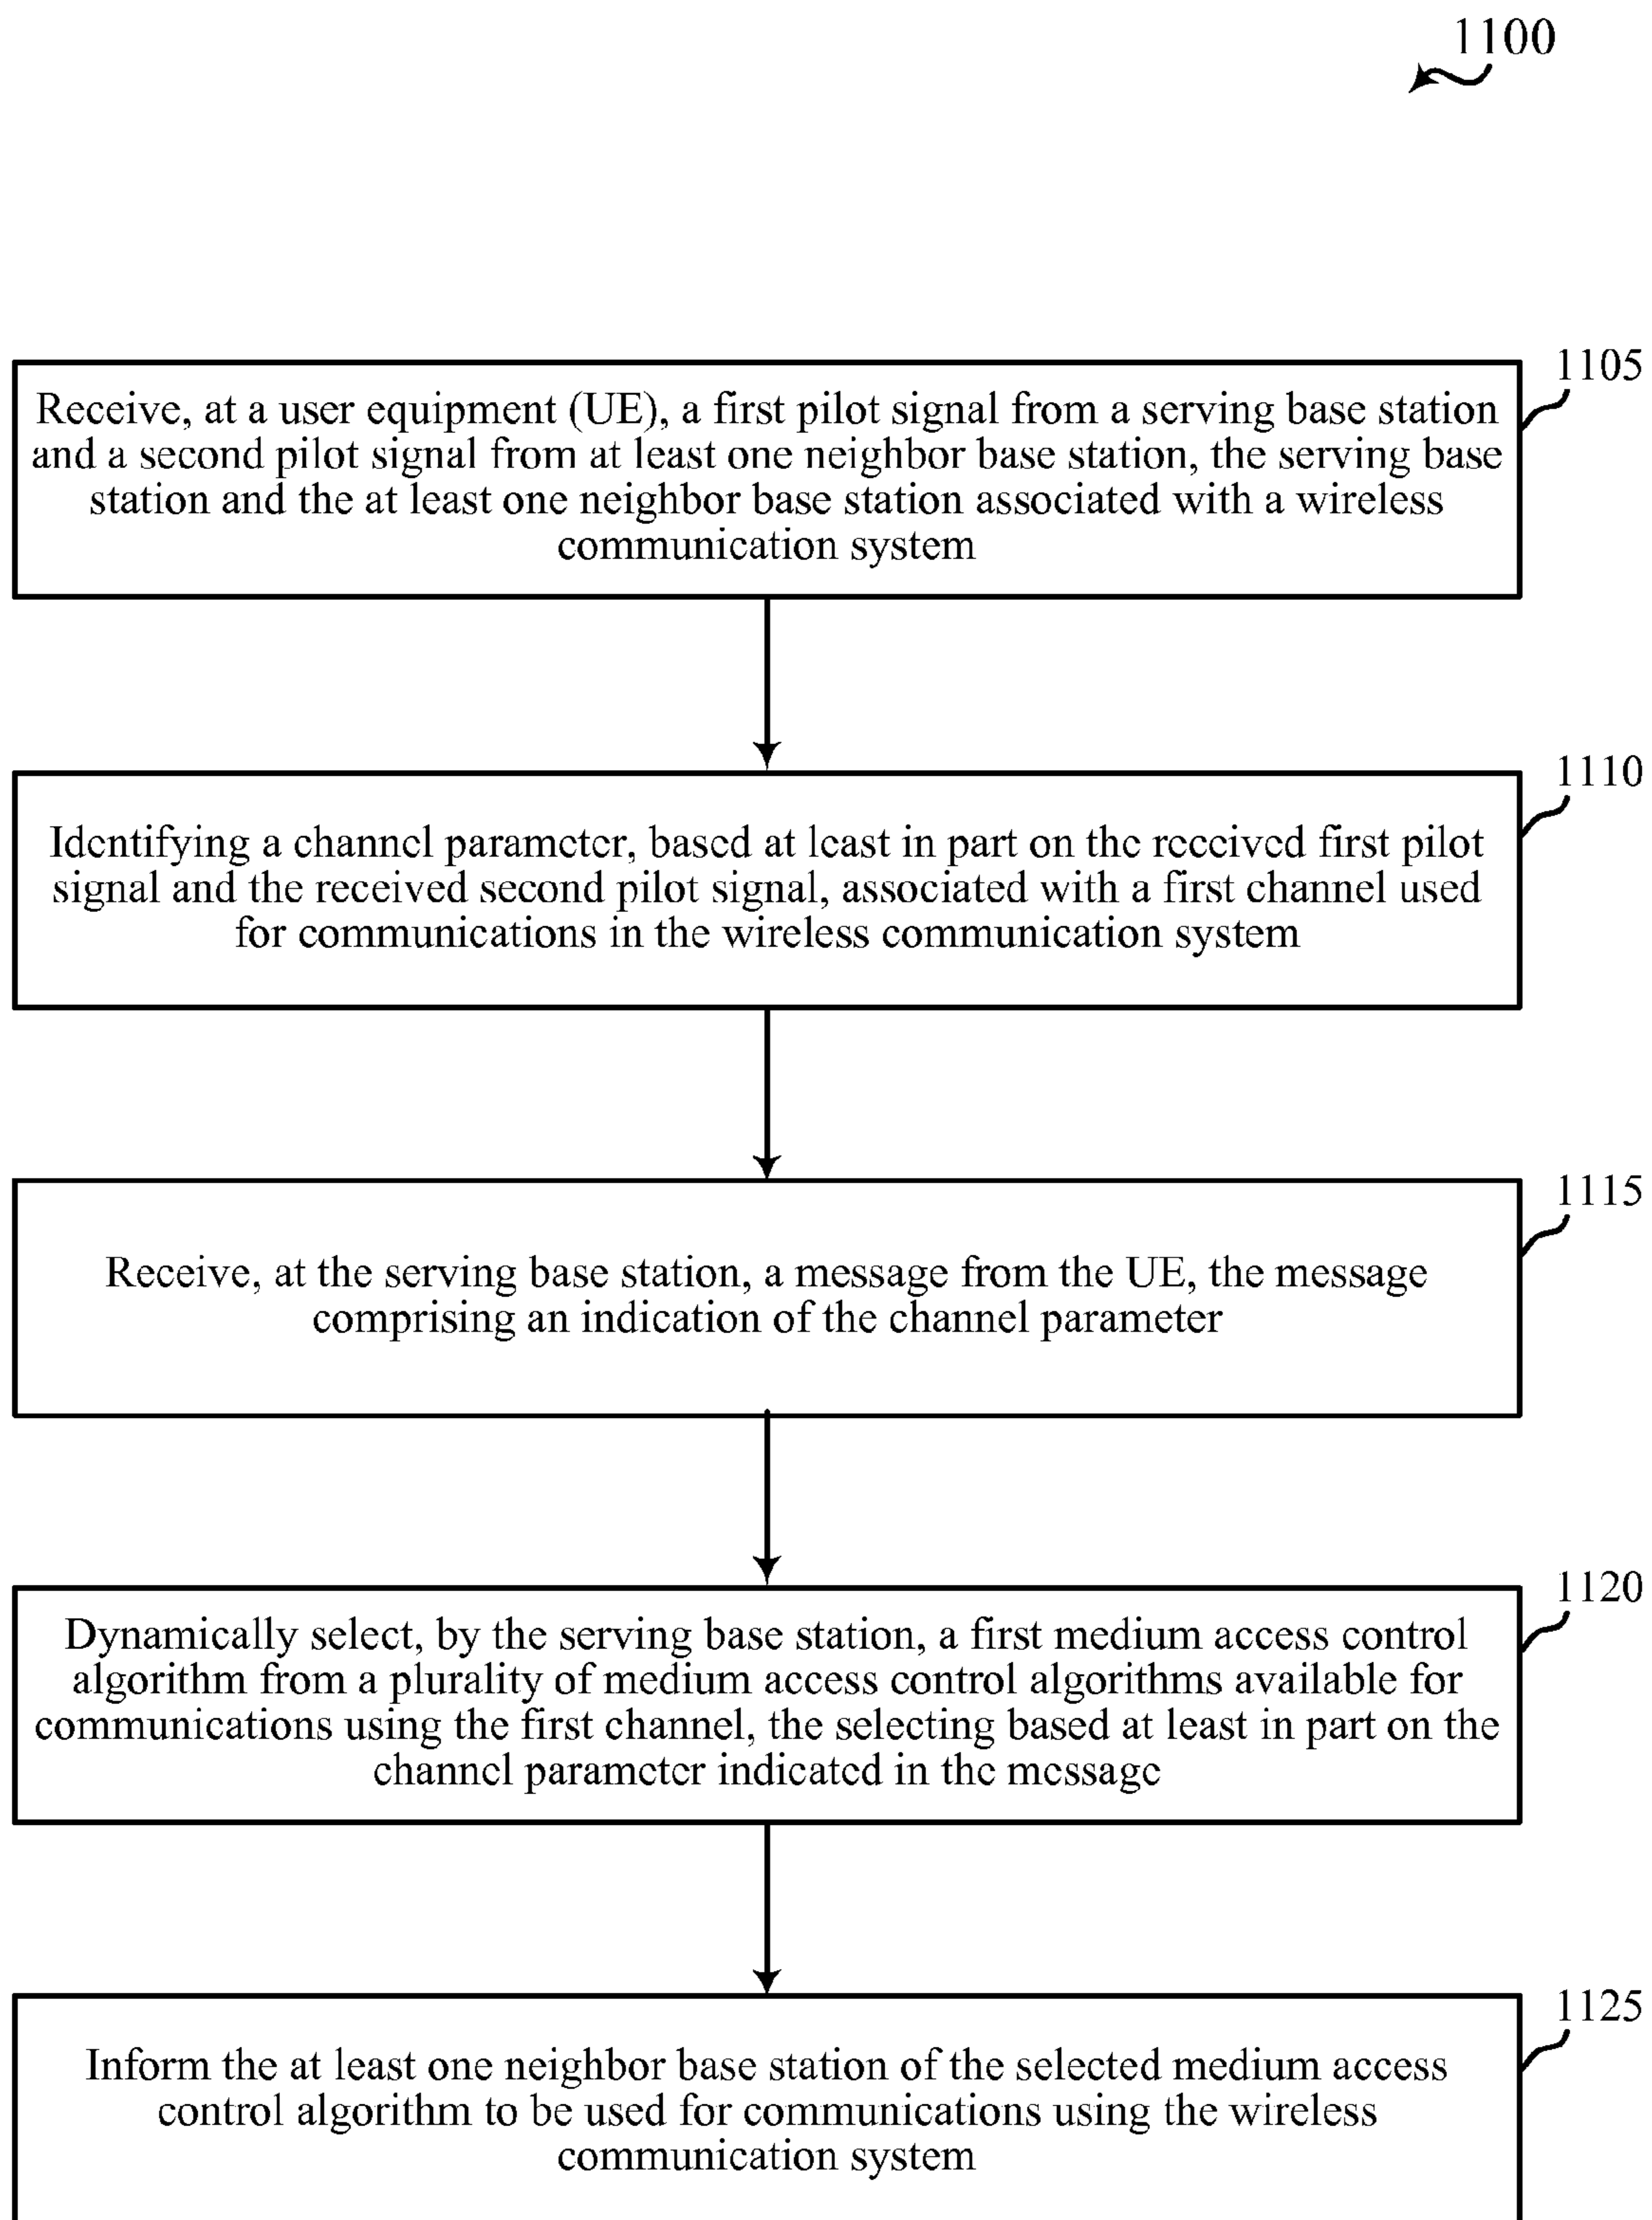 1100
1105
Receive, at a user equipment (UE), a first pilot signal from a serving base station
and a second pilot signal from at least one neighbor base station, the serving base
station and the at least one neighbor base station associated with a wireless
communication system
1110
Identifying a channel parameter, based at least in part on the received first pilot
signal and the received second pilot signal, associated with a first channel used
for communications in the wireless communication system
1115
Receive, at the serving base station, a message from the UE, the message
comprising an indication of the channel parameter
1120
Dynamically select, by the serving base station, a first medium access control
algorithm from a plurality of medium access control algorithms available for
communications using the first channel, the selecting based at least in part on the
channel parameter indicated in the message
1125
Inform the at least one neighbor base station of the selected medium access
control algorithm to be used for communications using the wireless
communication system